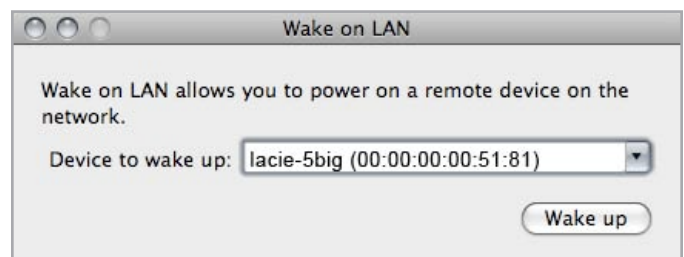 Wake on LAN
Wake on LAN allows you to power on a remote device on the
network.
Device to wake up: lacie-5big (00:00:00:00:51:81)
Wake up